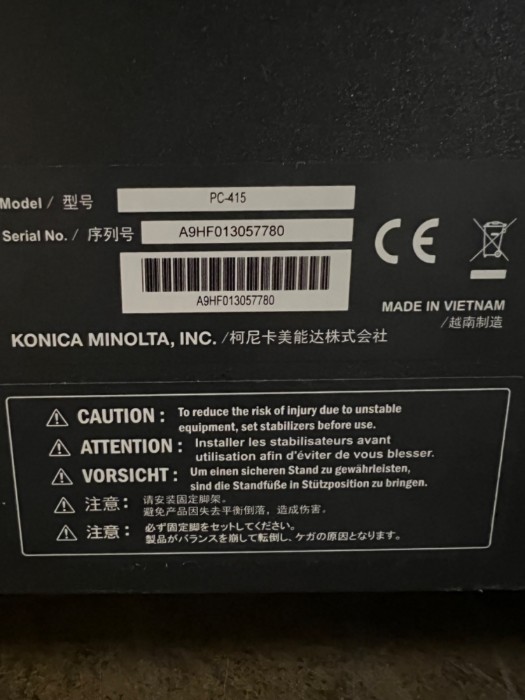 Model / 型号 PC-415
Serial No. / 序列号 A9HF013057780
A9HF013057780
MADE IN VIETNAM
/越南制造
KONICA MINOLTA, INC. /柯尼卡美能达株式会社
CAUTION : To reduce the risk of injury due to unstable
equipment, set stabilizers before use.
ATTENTION : Installer les stabilisateurs avant
utilisation afin d'éviter de vous blesser.
VORSICHT : Um einen sicheren Stand zu gewährleisten,
sind die Standfüße in Stützposition zu bringen.
注意： 请安装固定脚架。
避免产品因失去平衡倒落，造成伤害。
注意： 必ず固定脚をセットしてください。
製品がバランスを崩して転倒し、ケガの原因となります。